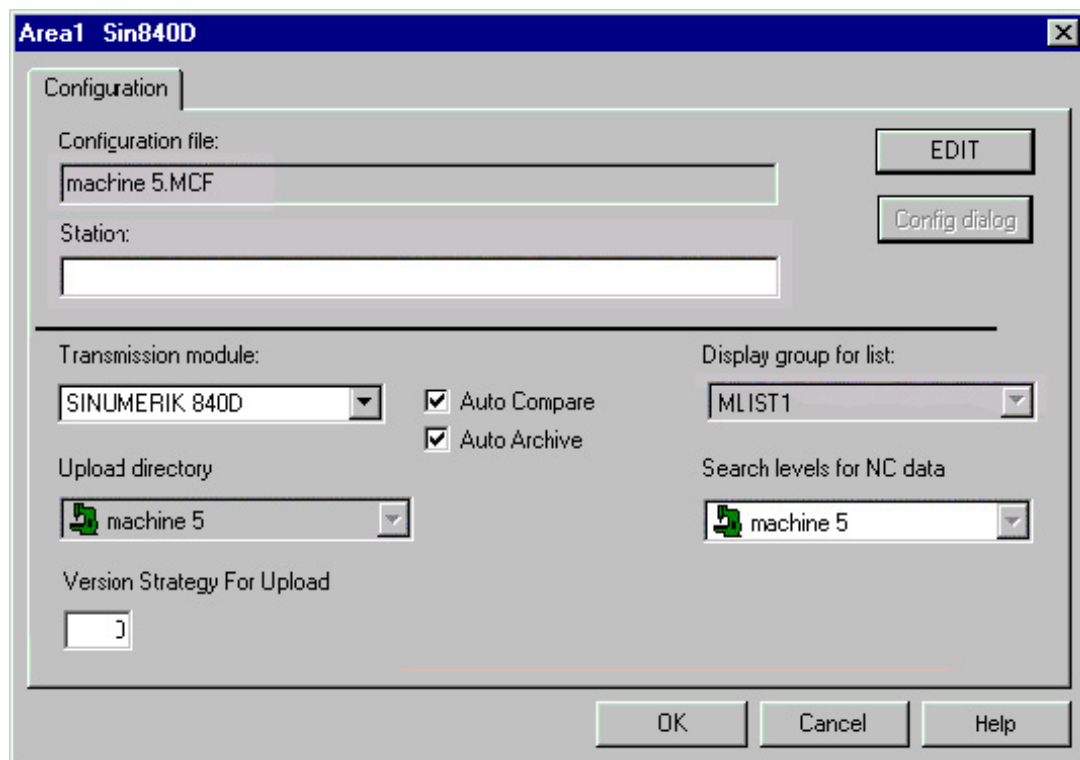 Area1 Sin840D
Configuration
Configuration file:
EDIT
machine 5.MCF
Config dialog
Station:
Transmission module:
Display group for list:
SINUMERIK 840D
Auto Compare
MLIST1
Auto Archive
Upload directory
Search levels for NC data
machine 5
machine 5
Version Strategy For Upload
0
OK
Cancel
Help